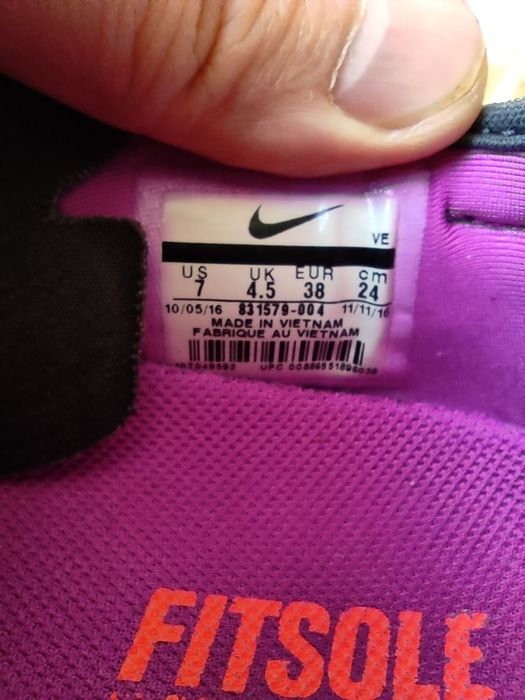 VE
US UK EUR cm
7 4.5 38 24
10/05/16 831579-004 11/11/16
MADE IN VIETNAM
FABRIQUE AU VIETNAM
UPC
FITSOLE